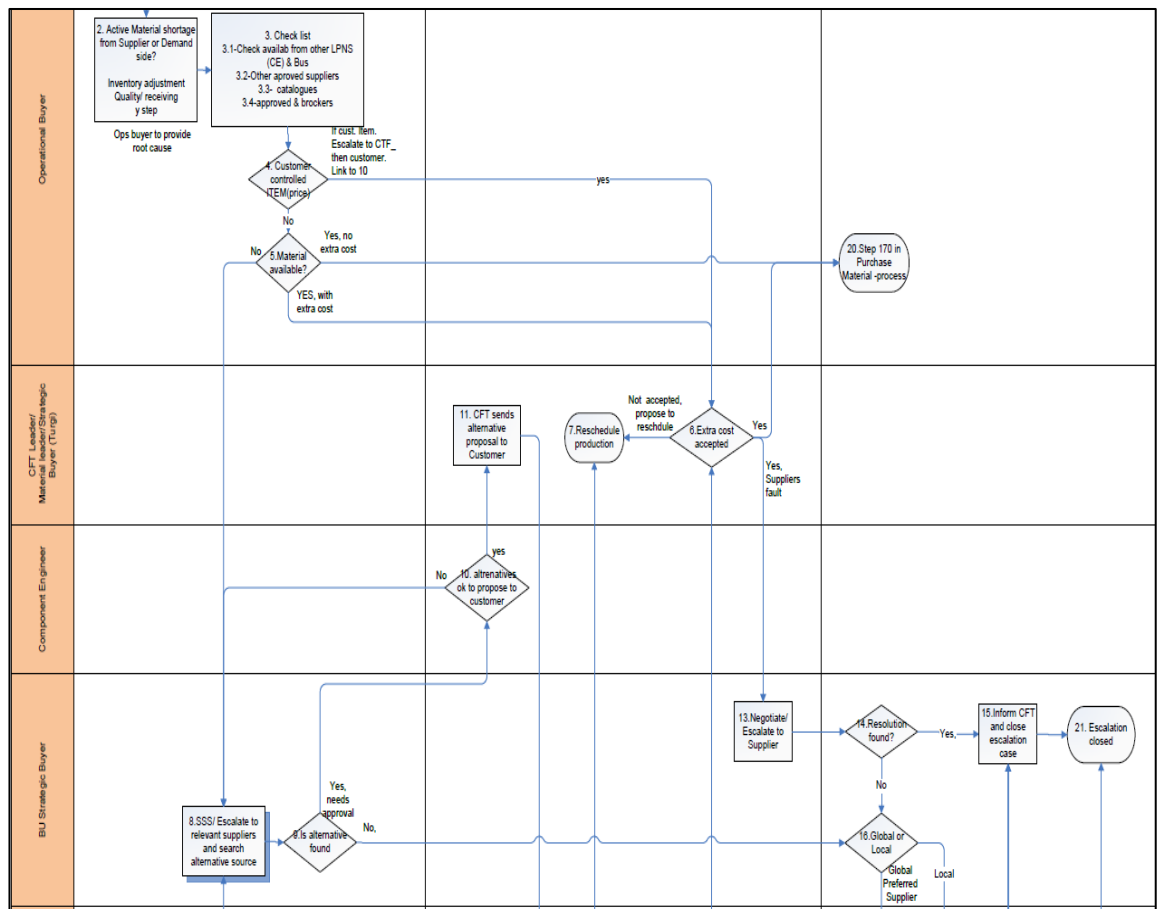 Operational Buyer
2. Active Material shortage
from Supplier or Demand
side?
Inventory adjustment
Quality/ receiving
y step
Ops buyer to provide
root cause
3. Check list
3.1-Check availab from other LPNS
(CE) & Bus
3.2-Other aproved suppliers
3.3- catalogues
3.4-approved & brockers
If cust. Item.
Escalate to CTF_
then customer.
Link to 10
4. Customer
controlled
ITEM(price)
yes
No
Yes, no
extra cost
No
5.Material
available?
YES, with
extra cost
20.Step 170 in
Purchase
Material -process
CFT Leader/
Material leader/Strategic
Buyer (Turgi)
11. CFT sends
alternative
proposal to
Customer
7.Reschedule
production
Not accepted,
propose to
reschdule
6.Extra cost
accepted
Yes
Yes,
Suppliers
fault
Component Engineer
yes
No
10. altrenatives
ok to propose to
customer
BU Strategic Buyer
13.Negotiate/
Escalate to
Supplier
14.Resolution
found?
Yes,
15.Inform CFT
and close
escalation
case
21. Escalation
closed
No
Yes,
needs
approval
8.SSS/ Escalate to
relevant suppliers
and search
alternative source
9.Is alternative
found
No,
16.Global or
Local
Global
Preferred
Supplier
Local